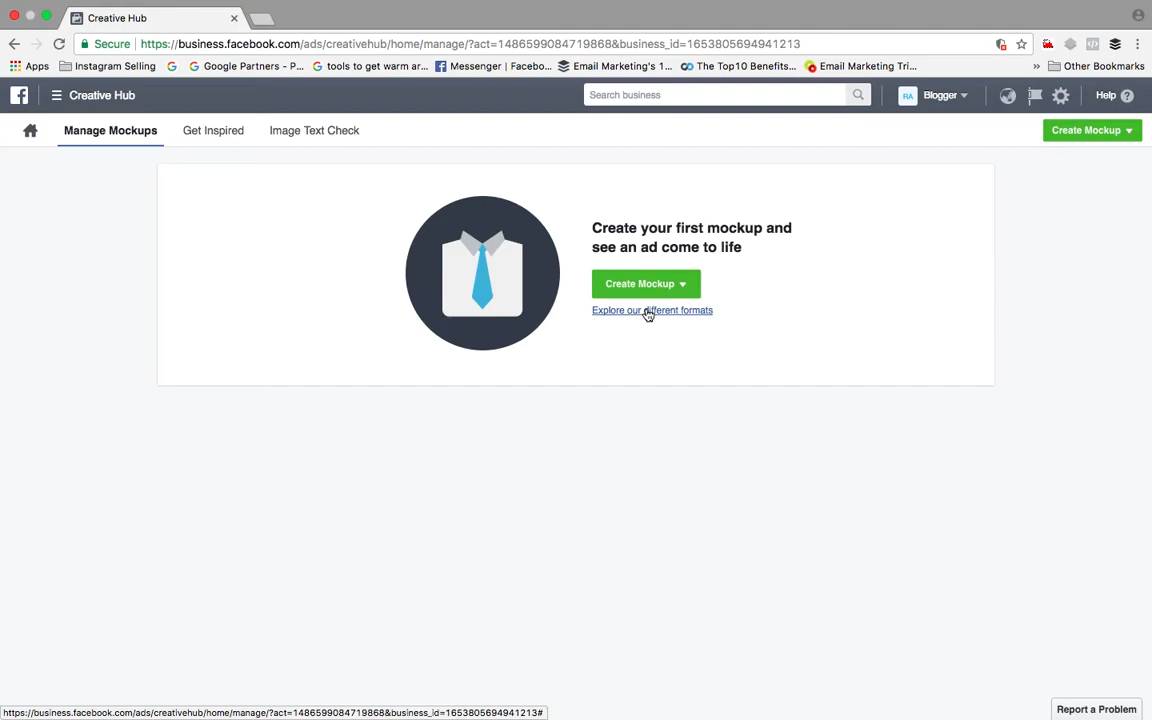 Creative Hub
Secure https://business.facebook.com/ads/creativehub/home/manage/?act=1486599084719868&business_id=1653805694941213
Apps Instagram Selling Google Partners - P... tools to get warm ar... Messenger | Facebo... Email Marketing's 1... The Top10 Benefits... Email Marketing Tri... » Other Bookmarks
Creative Hub Search business RA Blogger Help ?
Manage Mockups Get Inspired Image Text Check Create Mockup
Create your first mockup and
see an ad come to life
Create Mockup
Explore our different formats
https://business.facebook.com/ads/creativehub/home/manage/?act=1486599084719868&business_id=1653805694941213#
Report a Problem